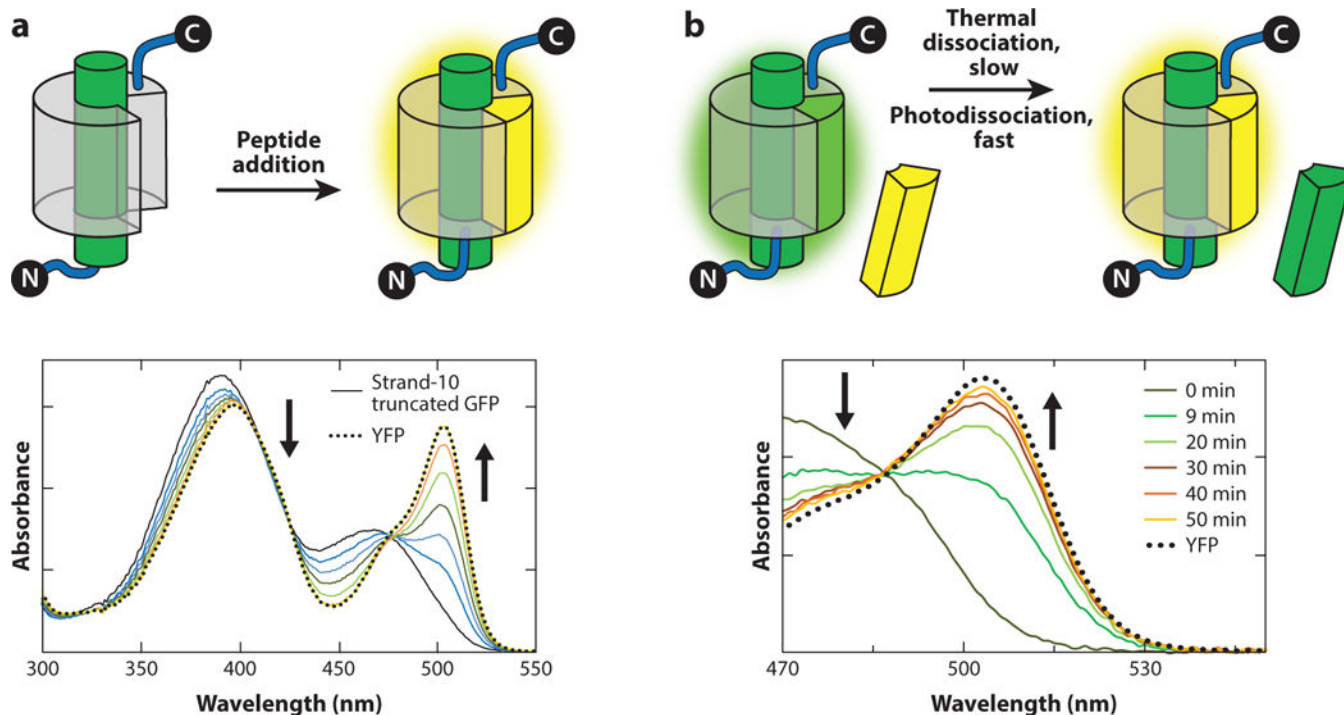 a
C
Peptide
addition
N
b
C
Thermal
dissociation,
slow
Photodissociation,
fast
N
Absorbance
Strand-10
truncated GFP
YFP
300 350 400 450 500 550
Wavelength (nm)
Absorbance
0 min
9 min
20 min
30 min
40 min
50 min
YFP
470 500 530
Wavelength (nm)